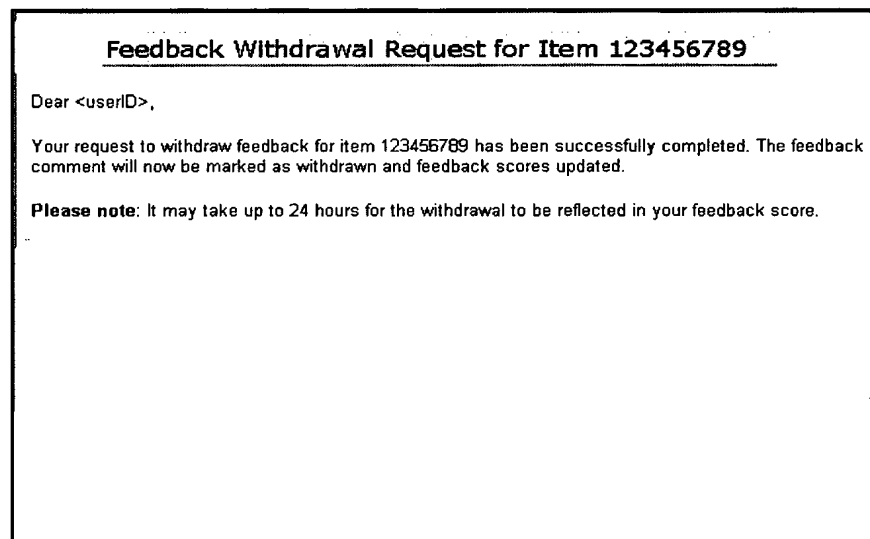 Feedback Withdrawal Request for Item 123456789
Dear <userID>,
Your request to withdraw feedback for item 123456789 has been successfully completed. The feedback
comment will now be marked as withdrawn and feedback scores updated.
Please note: It may take up to 24 hours for the withdrawal to be reflected in your feedback score.